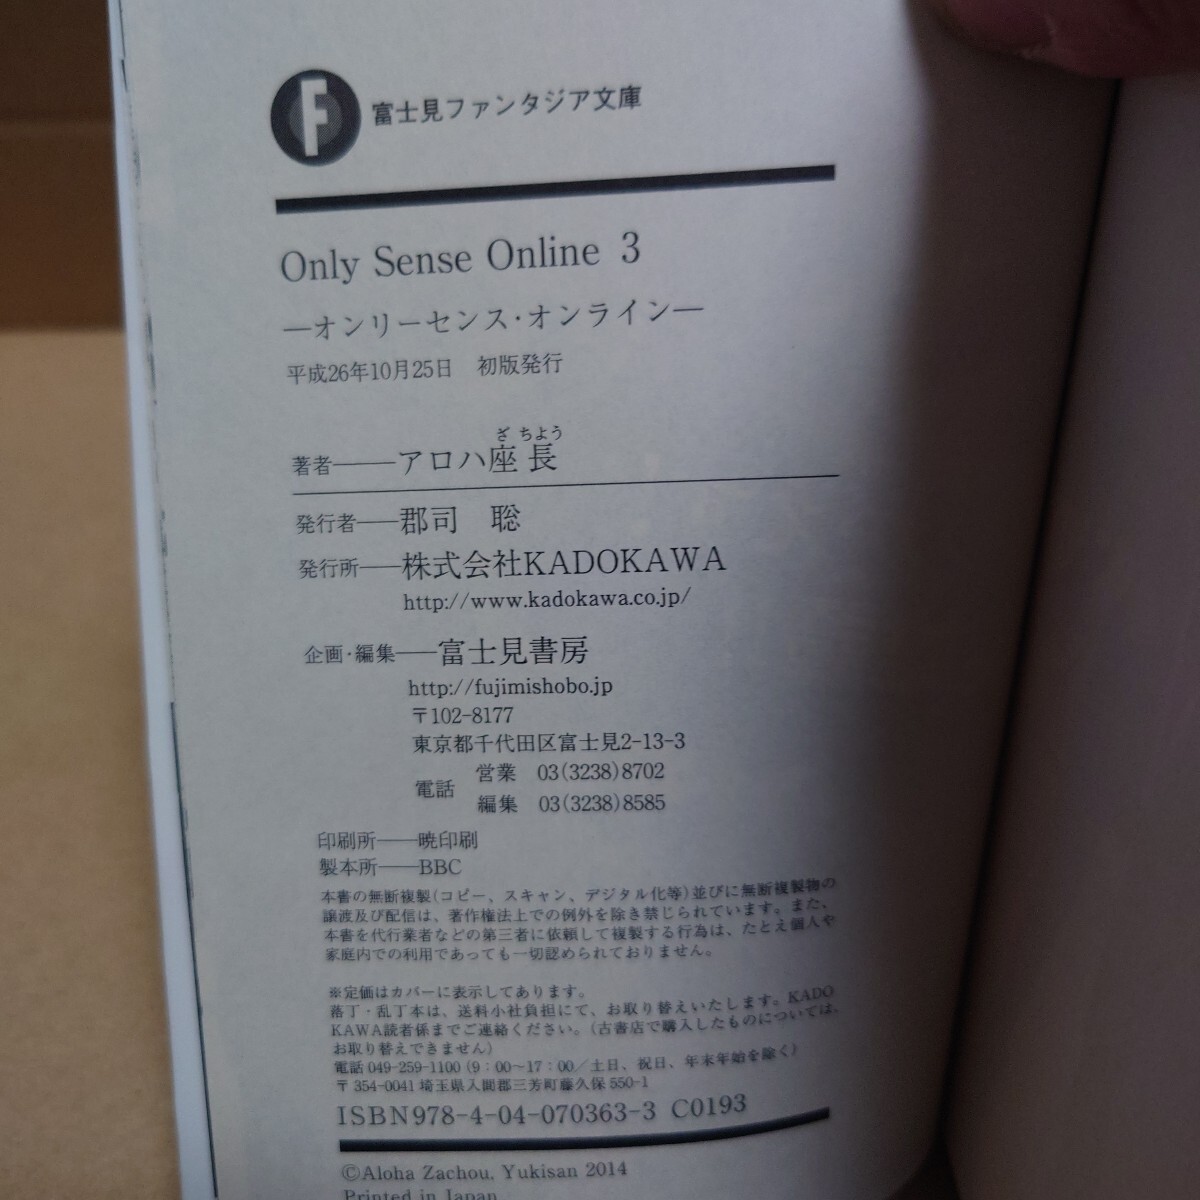 F 富士見ファンタジア文庫
Only Sense Online 3
―オンリーセンス・オンライン―
平成26年10月25日 初版発行
ざ ちよう
著者――アロハ座長
発行者――郡司 聡
発行所――株式会社KADOKAWA
http://www.kadokawa.co.jp/
企画・編集――富士見書房
http://fujimishobo.jp
〒102-8177
東京都千代田区富士見2-13-3
電話 営業 03(3238)8702
編集 03(3238)8585
印刷所――暁印刷
製本所――BBC
本書の無断複製(コピー、スキャン、デジタル化等)並びに無断複製物の
譲渡及び配信は、著作権法上での例外を除き禁じられています。また、
本書を代行業者などの第三者に依頼して複製する行為は、たとえ個人や
家庭内での利用であっても一切認められておりません。
※定価はカバーに表示してあります。
落丁・乱丁本は、送料小社負担にて、お取り替えいたします。KADO
KAWA読者係までご連絡ください。(古書店で購入したものについては、
お取り替えできません)
電話 049-259-1100(9:00～17:00/土日、祝日、年末年始を除く)
〒354-0041 埼玉県入間郡三芳町藤久保 550-1
ISBN978-4-04-070363-3 C0193
©Aloha Zachou, Yukisan 2014
Printed in Japan